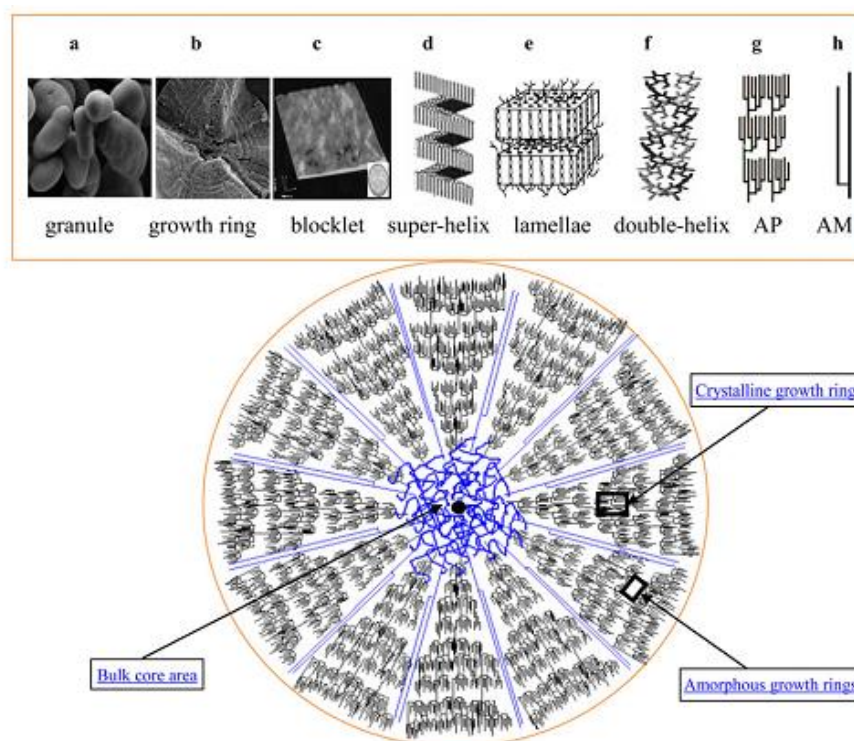 a b c d e f g h
granule growth ring blocklet super-helix lamellae double-helix AP AM
Crystalline growth ring
Bulk core area
Amorphous growth rings